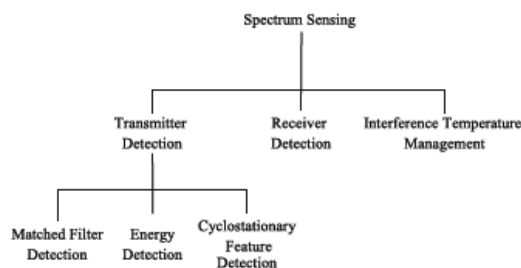 Spectrum Sensing
Transmitter
Detection
Receiver
Detection
Interference Temperature
Management
Matched Filter
Detection
Energy
Detection
Cyclostationary
Feature
Detection